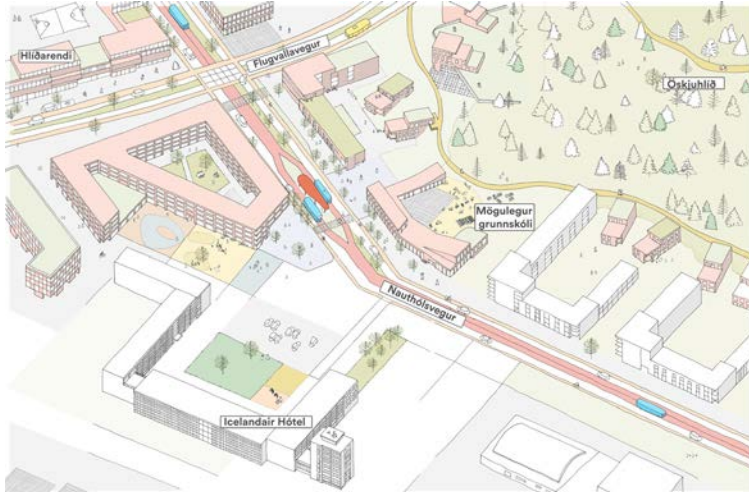 Hlíðarendi
Flugvallavegur
Öskjuhlíð
Mögulegur
grunnskóli
Nauthólsvegur
Icelandair Hótel